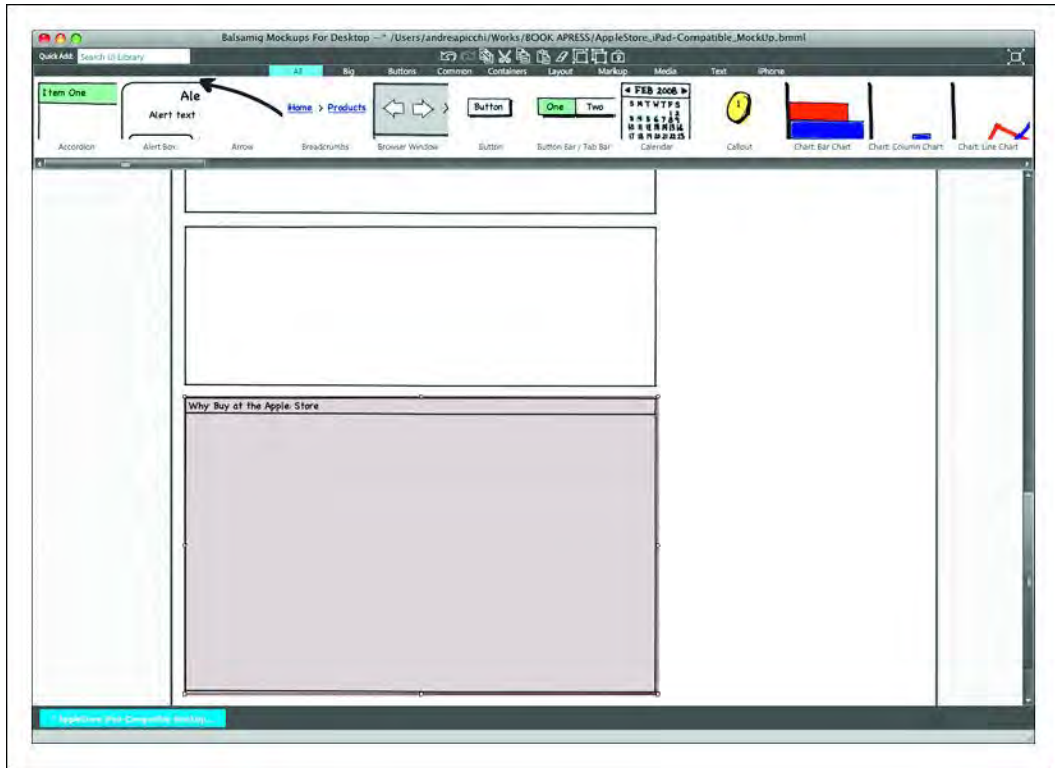 Balsamiq Mockups For Desktop — * /Users/andreapicchi/Works/BOOK APRESS/AppleStore_iPad-Compatible_MockUp.bmml
Quick Add: Search UI Library
All Big Buttons Common Containers Layout Markup Media Text iPhone
Item One
Ale
Alert text
Home > Products
Button
One Two
FEB 2008
S M T W T F S
1
Accordion Alert Box Arrow Breadcrumbs Browser Window Button Button Bar / Tab Bar Calendar Callout Chart: Bar Chart Chart: Column Chart Chart: Line Chart
Why Buy at the Apple Store
* AppleStore_iPad-Compatible_MockUp...